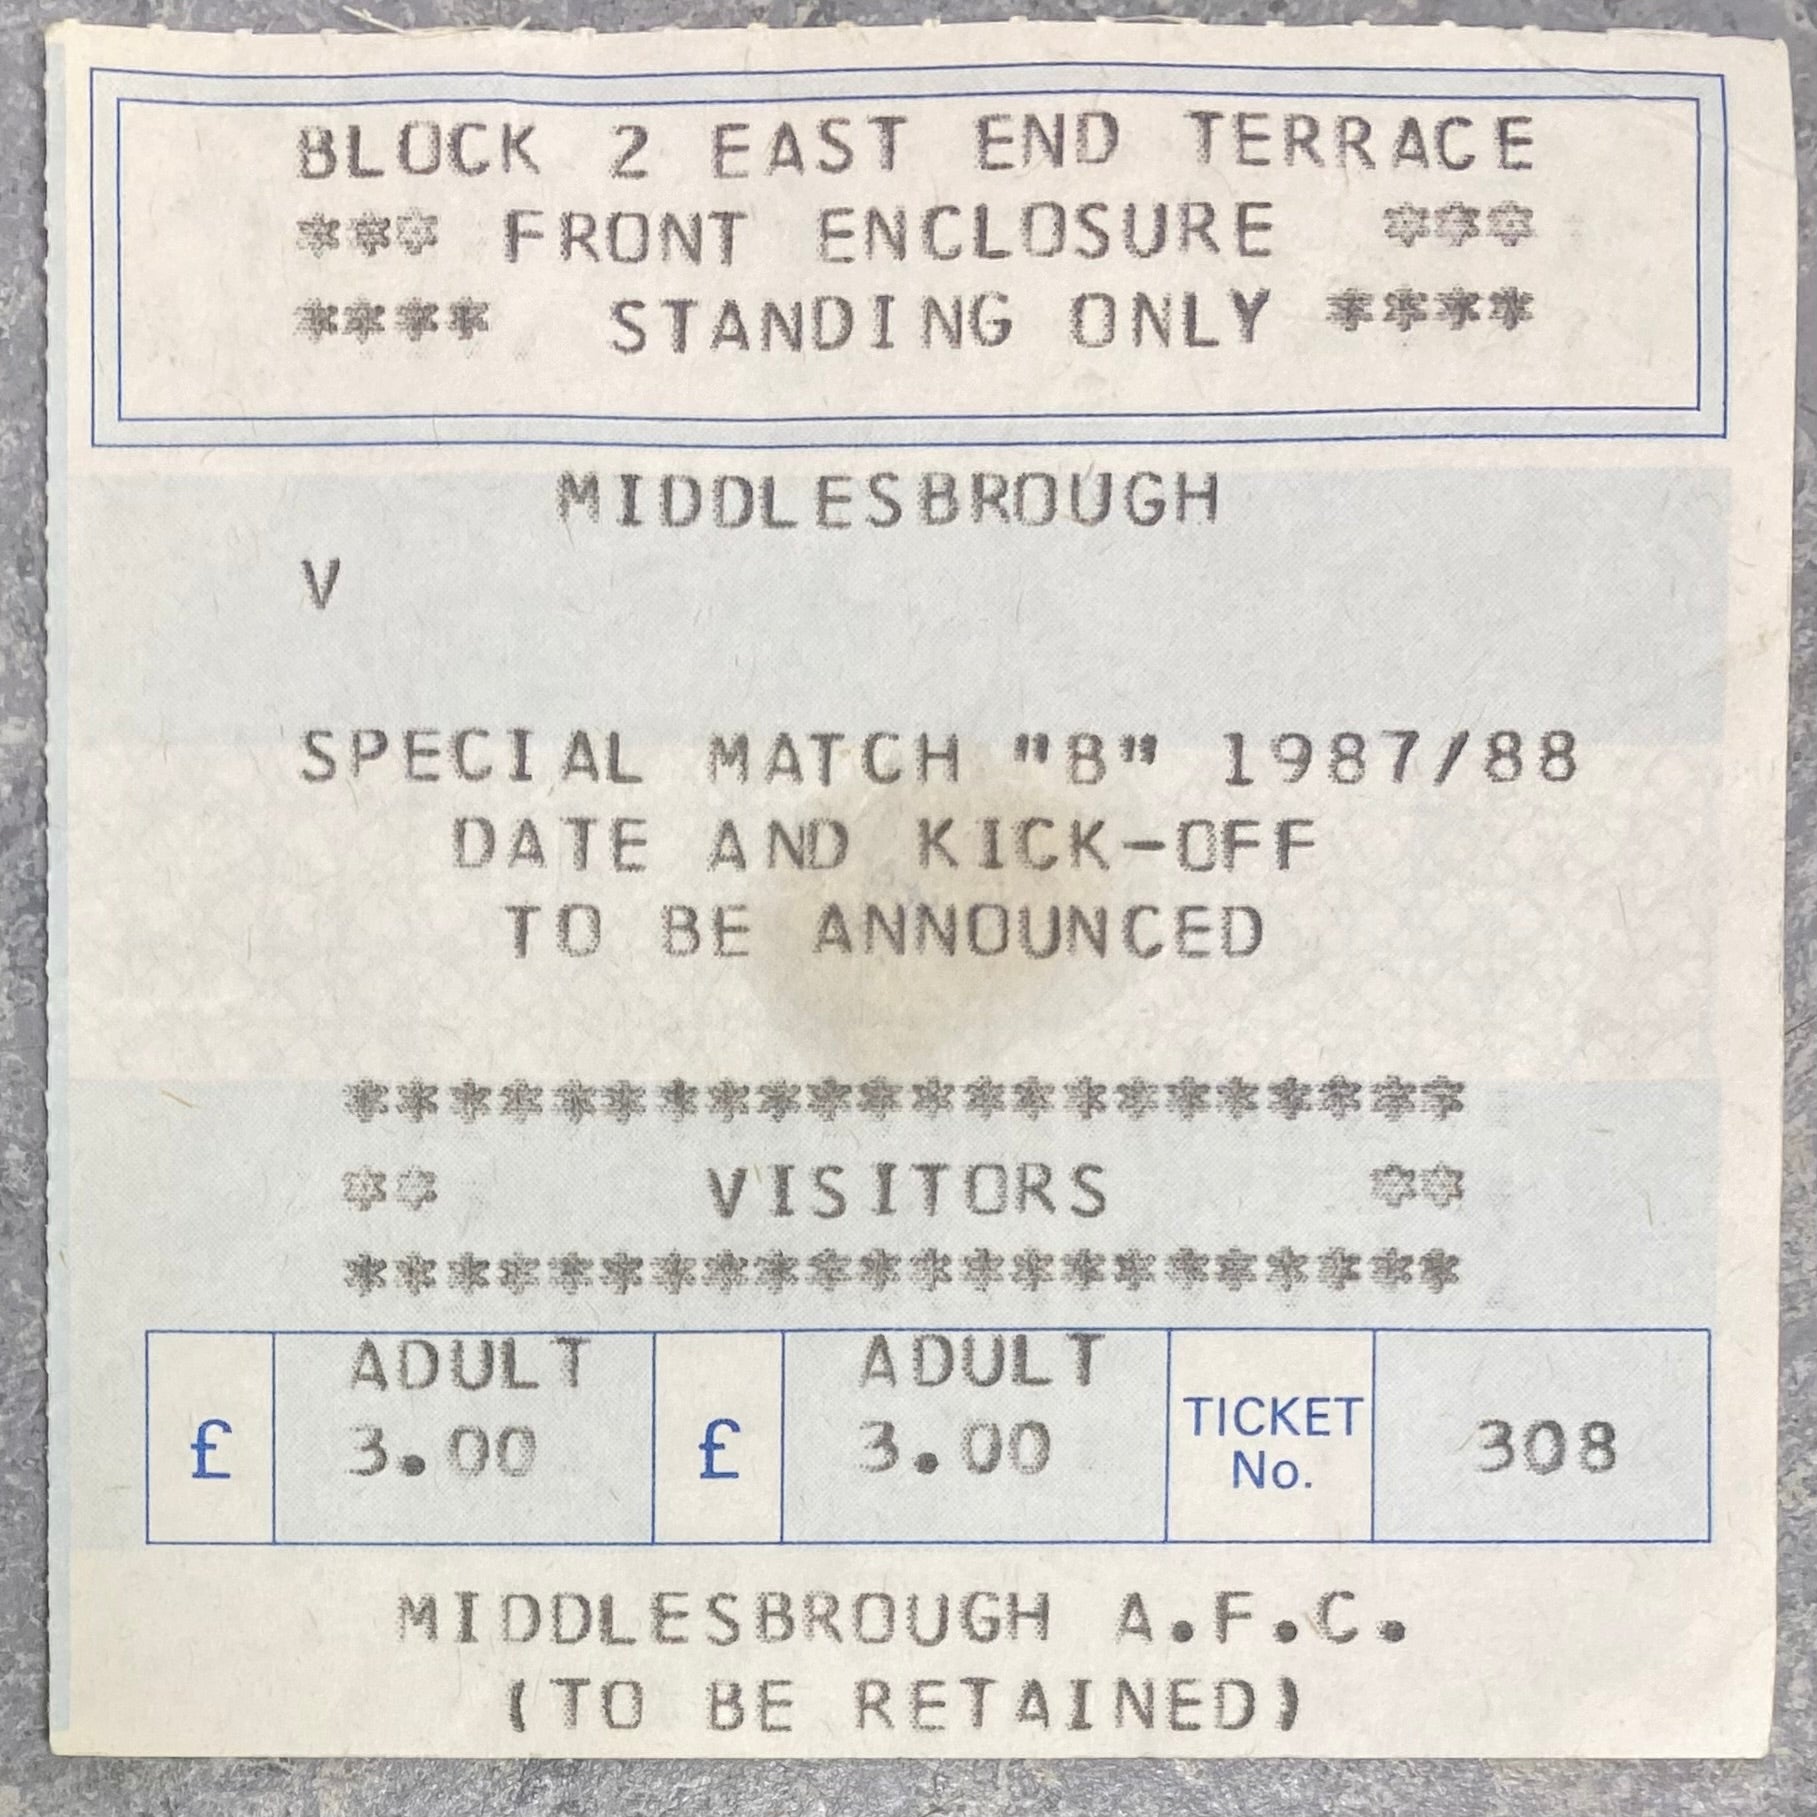 BLOCK 2 EAST END TERRACE
*** FRONT ENCLOSURE ***
**** STANDING ONLY ****
MIDDLESBROUGH
V
SPECIAL MATCH "B" 1987/88
DATE AND KICK-OFF
TO BE ANNOUNCED
**********************
** VISITORS **
**********************
ADULT ADULT
£ 3.00 £ 3.00 TICKET No. 308
MIDDLESBROUGH A.F.C.
(TO BE RETAINED)